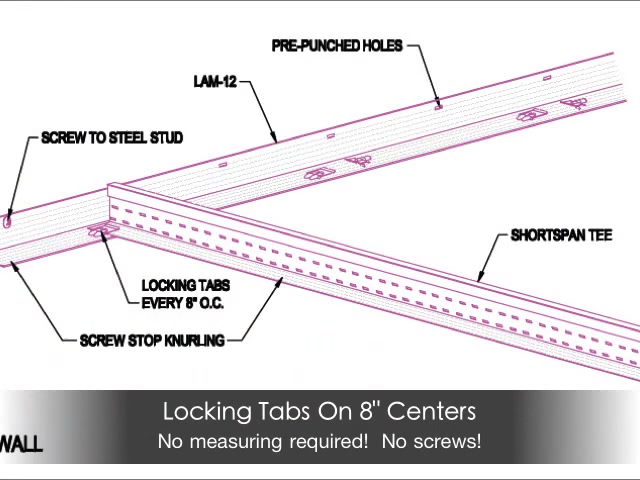 PRE-PUNCHED HOLES
LAM-12
SCREW TO STEEL STUD
SHORTSPAN TEE
LOCKING TABS
EVERY 8" O.C.
SCREW STOP KNURLING
Locking Tabs On 8" Centers
WALL
No measuring required! No screws!